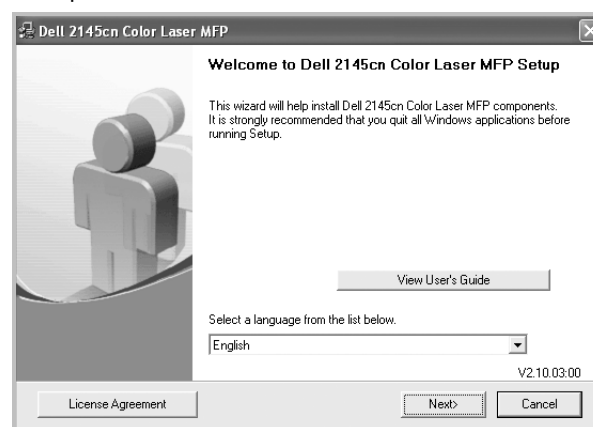 Dell 2145cn Color Laser MFP
Welcome to Dell 2145cn Color Laser MFP Setup
This wizard will help install Dell 2145cn Color Laser MFP components.
It is strongly recommended that you quit all Windows applications before
running Setup.
View User's Guide
Select a language from the list below.
English
V2.10.03:00
License Agreement
Next>
Cancel